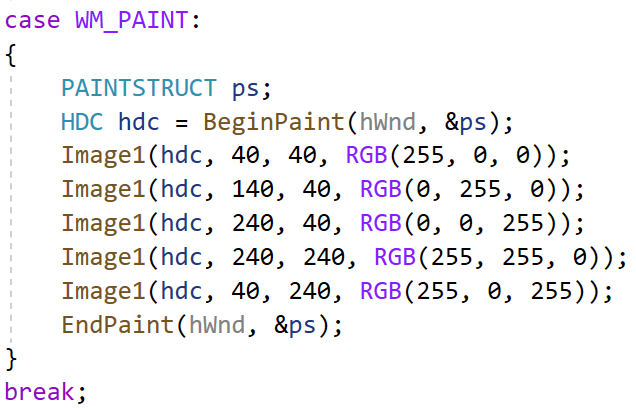 case WM_PAINT:
{
    PAINTSTRUCT ps;
    HDC hdc = BeginPaint(hWnd, &ps);
    Image1(hdc, 40, 40, RGB(255, 0, 0));
    Image1(hdc, 140, 40, RGB(0, 255, 0));
    Image1(hdc, 240, 40, RGB(0, 0, 255));
    Image1(hdc, 240, 240, RGB(255, 255, 0));
    Image1(hdc, 40, 240, RGB(255, 0, 255));
    EndPaint(hWnd, &ps);
}
break;